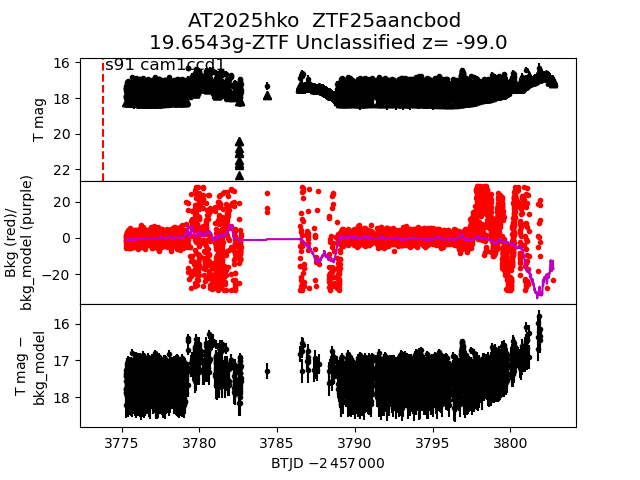 AT2025hko  ZTF25aancbod
19.6543g-ZTF Unclassified z= -99.0
s91 cam1ccd1
T mag
16
18
20
22
Bkg (red)/
bkg_model (purple)
20
0
−20
T mag −
bkg_model
16
17
18
3775 3780 3785 3790 3795 3800
BTJD −2 457 000